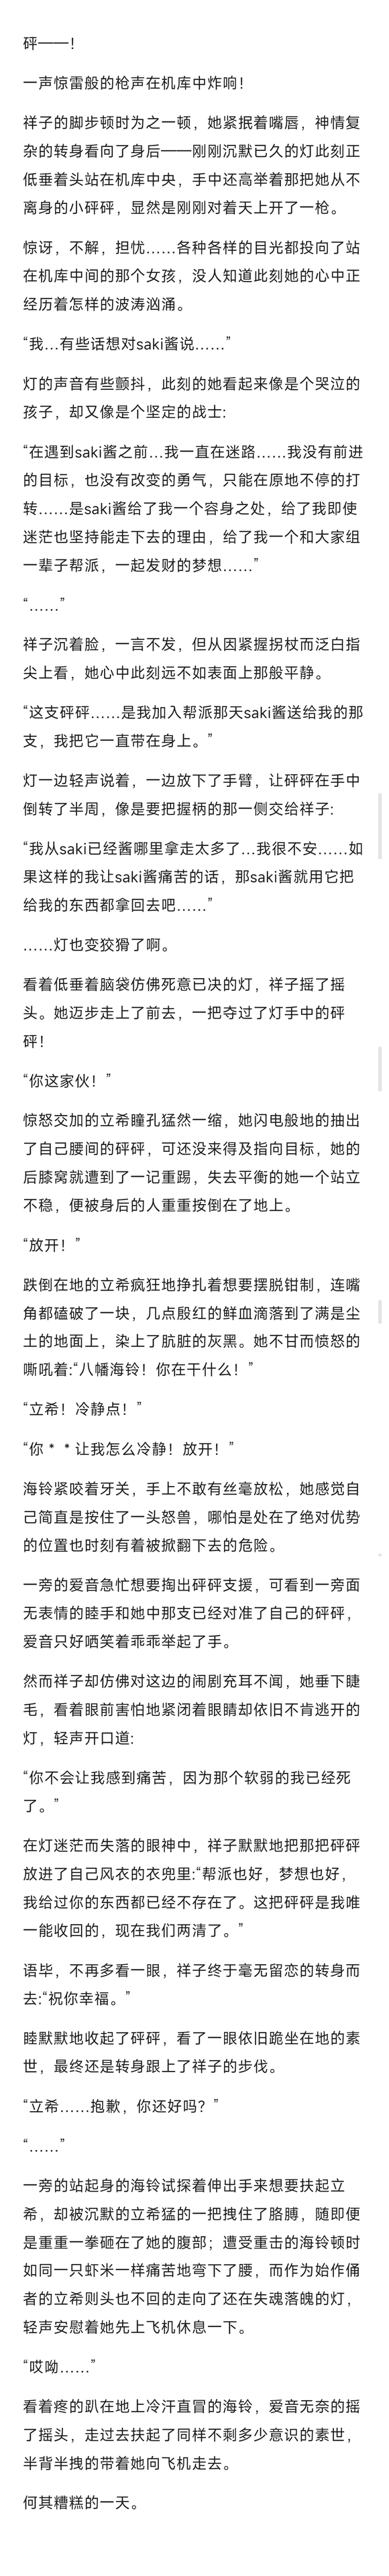 砰——！
一声惊雷般的枪声在机库中炸响！
祥子的脚步顿时为之一顿，她紧抿着嘴唇，神情复
杂的转身看向了身后——刚刚沉默已久的灯此刻正
低垂着头站在机库中央，手中还高举着那把她从不
离身的小砰砰，显然是刚刚对着天上开了一枪。
惊讶，不解，担忧……各种各样的目光都投向了站
在机库中间的那个女孩，没人知道此刻她的心中正
经历着怎样的波涛汹涌。
“我…有些话想对saki酱说……”
灯的声音有些颤抖，此刻的她看起来像是个哭泣的
孩子，却又像是个坚定的战士:
“在遇到saki酱之前…我一直在迷路……我没有前进
的目标，也没有改变的勇气，只能在原地不停的打
转……是saki酱给了我一个容身之处，给了我即使
迷茫也坚持能走下去的理由，给了我一个和大家组
一辈子帮派，一起发财的梦想……”
“……”
祥子沉着脸，一言不发，但从因紧握拐杖而泛白指
尖上看，她心中此刻远不如表面上那般平静。
“这支砰砰……是我加入帮派那天saki酱送给我的那
支，我把它一直带在身上。”
灯一边轻声说着，一边放下了手臂，让砰砰在手中
倒转了半周，像是要把握柄的那一侧交给祥子:
“我从saki已经酱哪里拿走太多了…我很不安……如
果这样的我让saki酱痛苦的话，那saki酱就用它把
给我的东西都拿回去吧……”
……灯也变狡猾了啊。
看着低垂着脑袋仿佛死意已决的灯，祥子摇了摇
头。她迈步走上了前去，一把夺过了灯手中的砰
砰！
“你这家伙！”
惊怒交加的立希瞳孔猛然一缩，她闪电般地的抽出
了自己腰间的砰砰，可还没来得及指向目标，她的
后膝窝就遭到了一记重踢，失去平衡的她一个站立
不稳，便被身后的人重重按倒在了地上。
“放开！”
跌倒在地的立希疯狂地挣扎着想要摆脱钳制，连嘴
角都磕破了一块，几点殷红的鲜血滴落到了满是尘
土的地面上，染上了肮脏的灰黑。她不甘而愤怒的
嘶吼着:“八幡海铃！你在干什么！”
“立希！冷静点！”
“你＊＊让我怎么冷静！放开！”
海铃紧咬着牙关，手上不敢有丝毫放松，她感觉自
己简直是按住了一头怒兽，哪怕是处在了绝对优势
的位置也时刻有着被掀翻下去的危险。
一旁的爱音急忙想要掏出砰砰支援，可看到一旁面
无表情的睦手和她中那支已经对准了自己的砰砰，
爱音只好哂笑着乖乖举起了手。
然而祥子却仿佛对这边的闹剧充耳不闻，她垂下睫
毛，看着眼前害怕地紧闭着眼睛却依旧不肯逃开的
灯，轻声开口道:
“你不会让我感到痛苦，因为那个软弱的我已经死
了。”
在灯迷茫而失落的眼神中，祥子默默地把那把砰砰
放进了自己风衣的衣兜里:“帮派也好，梦想也好，
我给过你的东西都已经不存在了。这把砰砰是我唯
一能收回的，现在我们两清了。”
语毕，不再多看一眼，祥子终于毫无留恋的转身而
去:“祝你幸福。”
睦默默地收起了砰砰，看了一眼依旧跪坐在地的素
世，最终还是转身跟上了祥子的步伐。
“立希……抱歉，你还好吗？”
“……”
一旁的站起身的海铃试探着伸出手来想要扶起立
希，却被沉默的立希猛的一把拽住了胳膊，随即便
是重重一拳砸在了她的腹部；遭受重击的海铃顿时
如同一只虾米一样痛苦地弯下了腰，而作为始作俑
者的立希则头也不回的走向了还在失魂落魄的灯，
轻声安慰着她先上飞机休息一下。
“哎呦……”
看着疼的趴在地上冷汗直冒的海铃，爱音无奈的摇
了摇头，走过去扶起了同样不剩多少意识的素世，
半背半拽的带着她向飞机走去。
何其糟糕的一天。